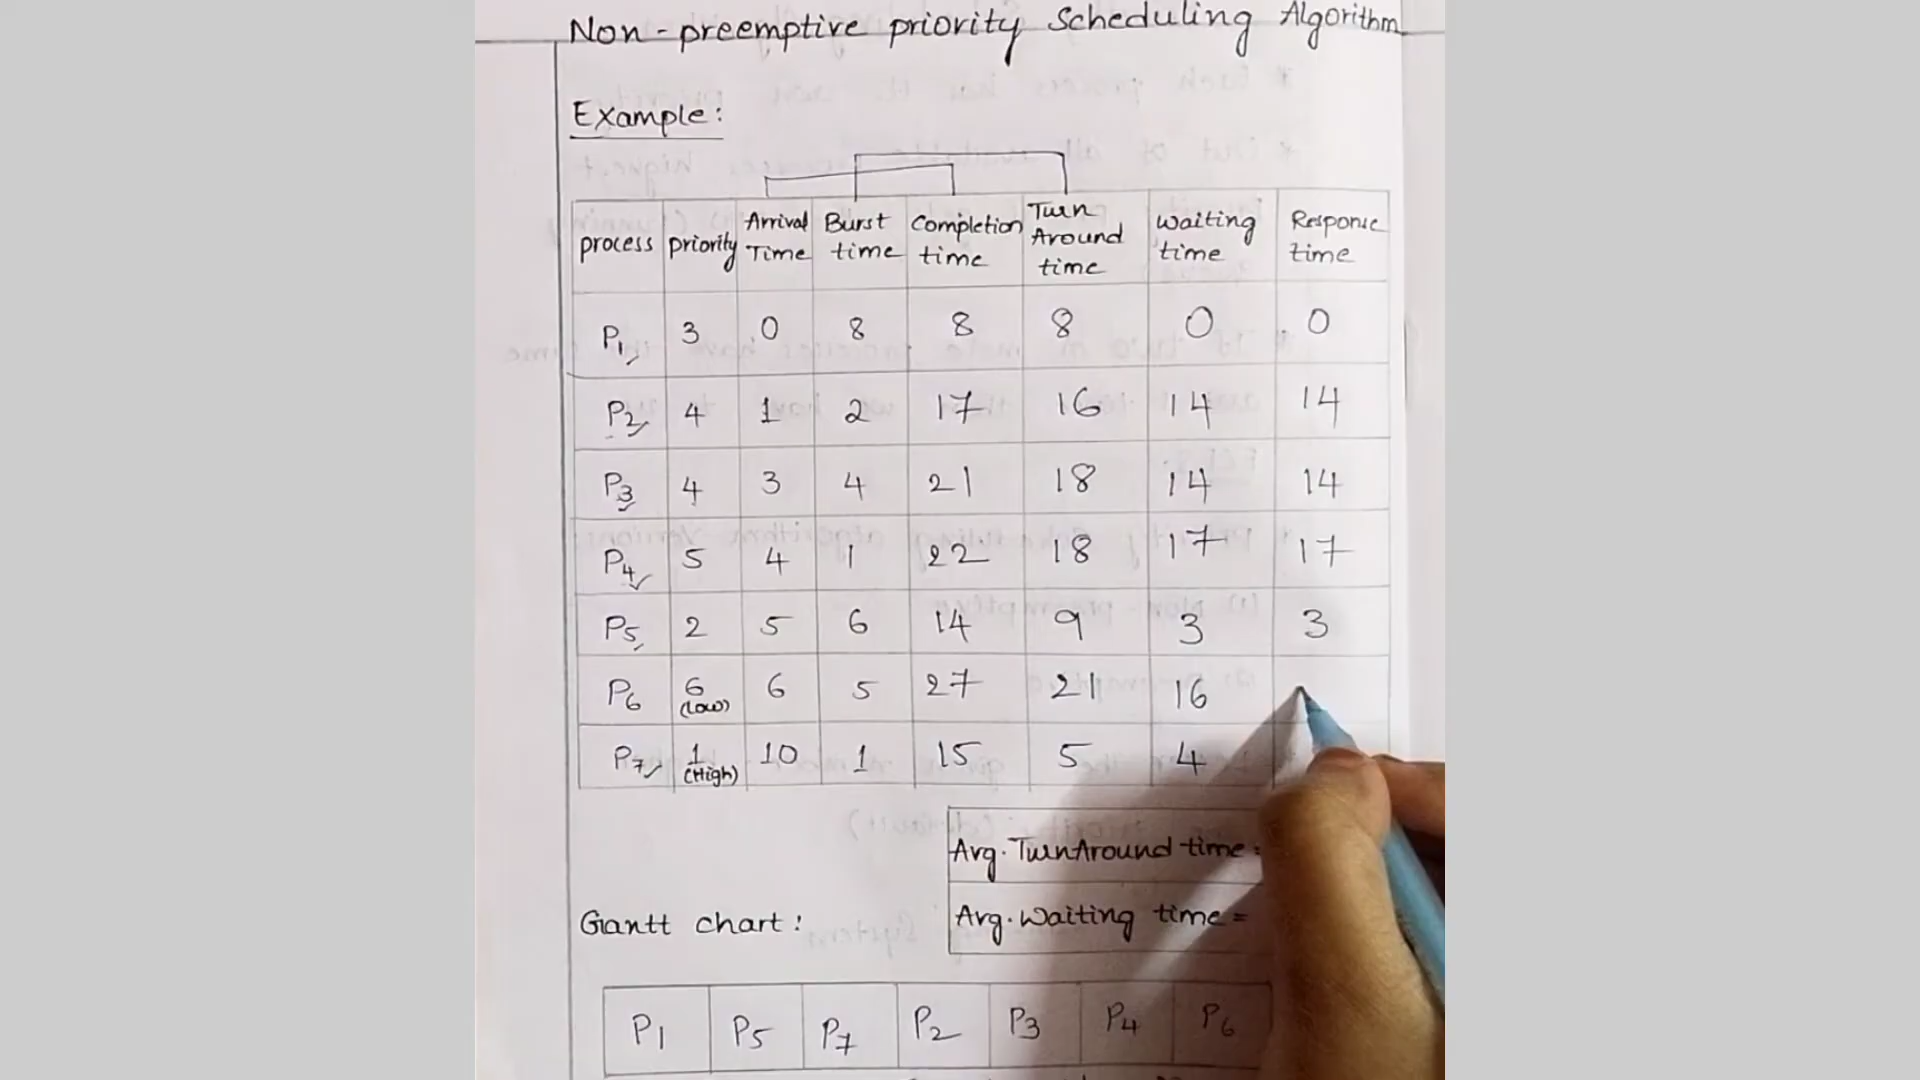 Non-preemptive priority Scheduling Algorithm
Example:
process priority Arrival Time Burst time Completion time Turn Around time Waiting time Response time
P1 3 0 8 8 8 0 0
P2 4 1 2 17 16 14 14
P3 4 3 4 21 18 14 14
P4 5 4 1 22 18 17 17
P5 2 5 6 14 9 3 3
P6 6 (Low) 6 5 27 21 16
P7 1 (High) 10 1 15 5 4
Avg. TurnAround time
Avg. Waiting time =
Gantt chart:
P1 P5 P7 P2 P3 P4 P6